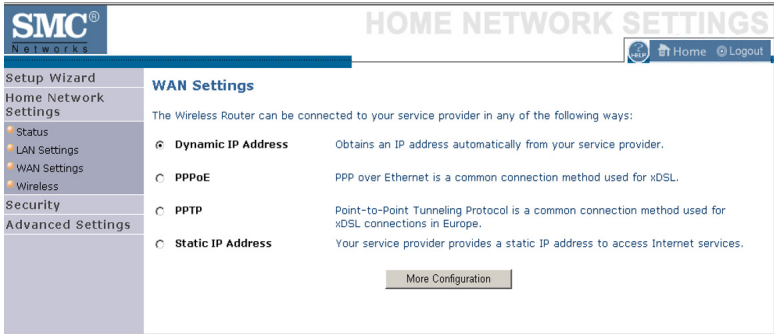 SMC®
Networks
HOME NETWORK SETTINGS
HELP
Home
Logout
Setup Wizard
Home Network
Settings
Status
LAN Settings
WAN Settings
Wireless
Security
Advanced Settings
WAN Settings
The Wireless Router can be connected to your service provider in any of the following ways:
Dynamic IP Address Obtains an IP address automatically from your service provider.
PPPoE PPP over Ethernet is a common connection method used for xDSL.
PPTP Point-to-Point Tunneling Protocol is a common connection method used for
xDSL connections in Europe.
Static IP Address Your service provider provides a static IP address to access Internet services.
More Configuration